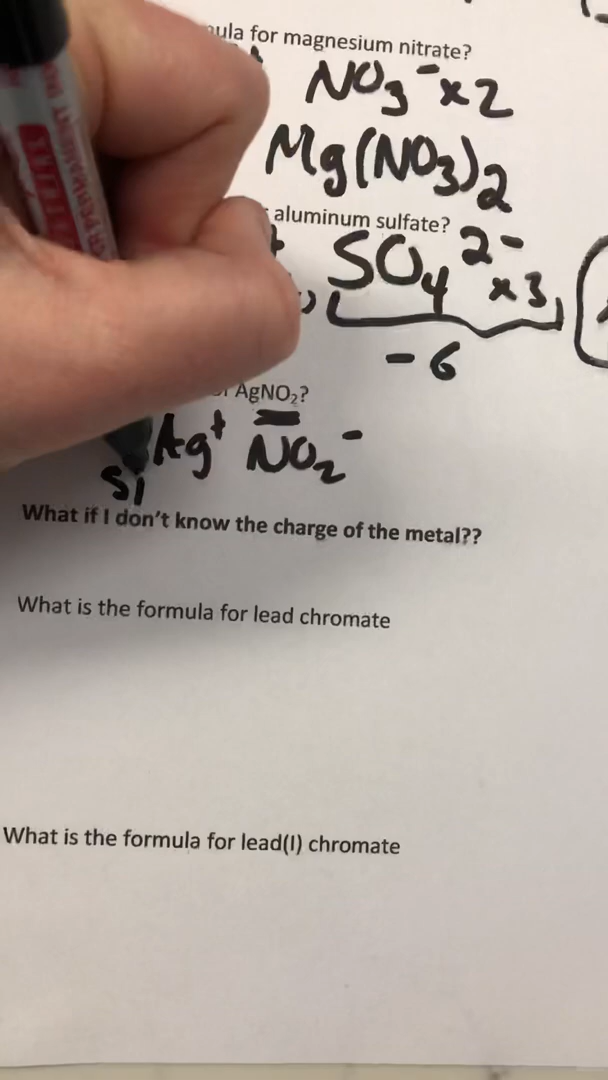 ula for magnesium nitrate?
NO₃⁻ x2
Mg(NO₃)₂
aluminum sulfate?
SO₄²⁻ x3
-6
AgNO₂?
Ag⁺ NO₂⁻
Si
What if I don't know the charge of the metal??
What is the formula for lead chromate
What is the formula for lead(I) chromate